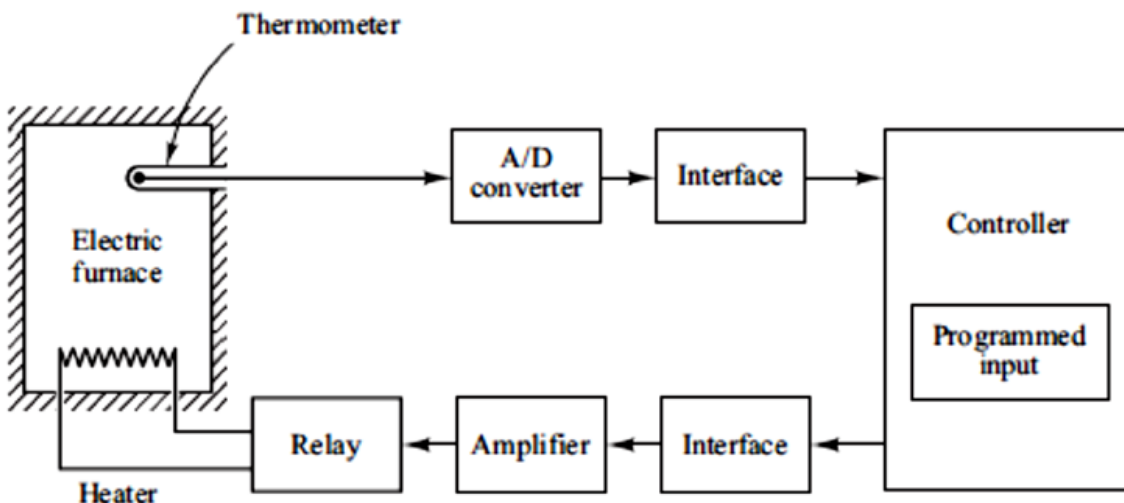 Thermometer
A/D
converter
Interface
Controller
Electric
furnace
Programmed
input
Relay
Amplifier
Interface
Heater